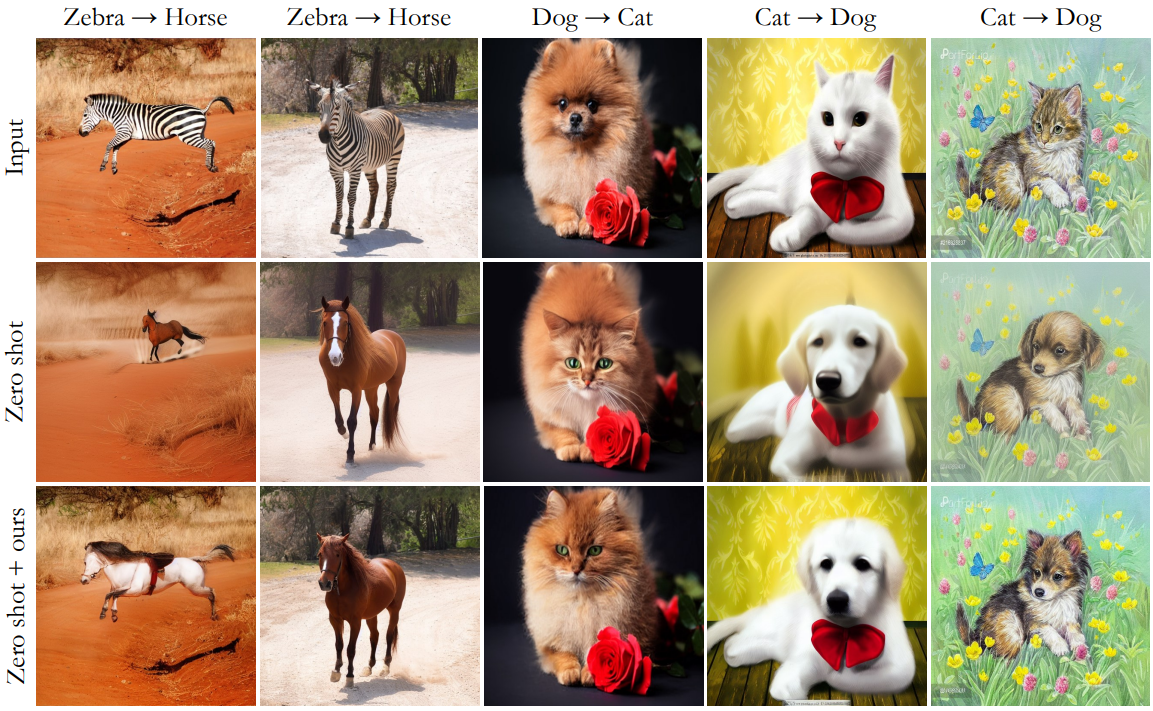 Zebra → Horse
Zebra → Horse
Dog → Cat
Cat → Dog
Cat → Dog
Input
Zero shot
Zero shot + ours